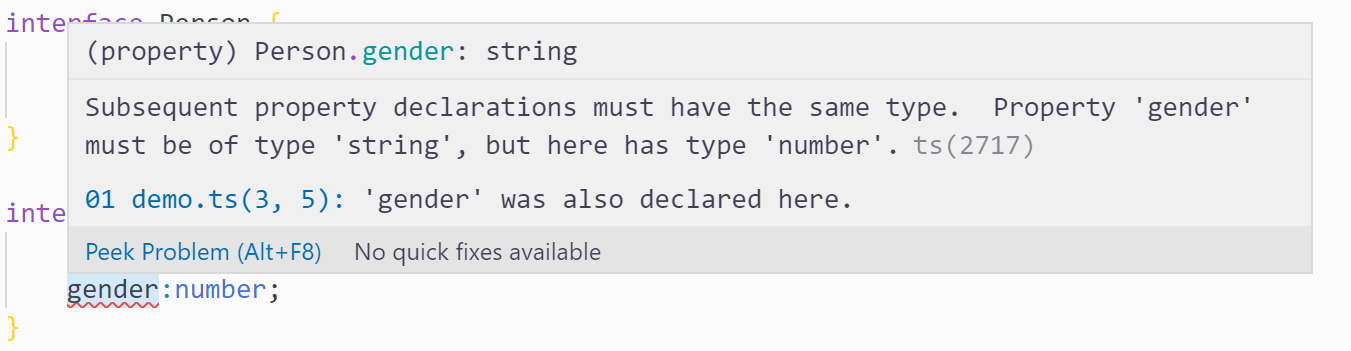 interface Person {
(property) Person.gender: string
Subsequent property declarations must have the same type.  Property 'gender'
must be of type 'string', but here has type 'number'. ts(2717)
}
01 demo.ts(3, 5): 'gender' was also declared here.
inte
Peek Problem (Alt+F8) No quick fixes available
gender:number;
}